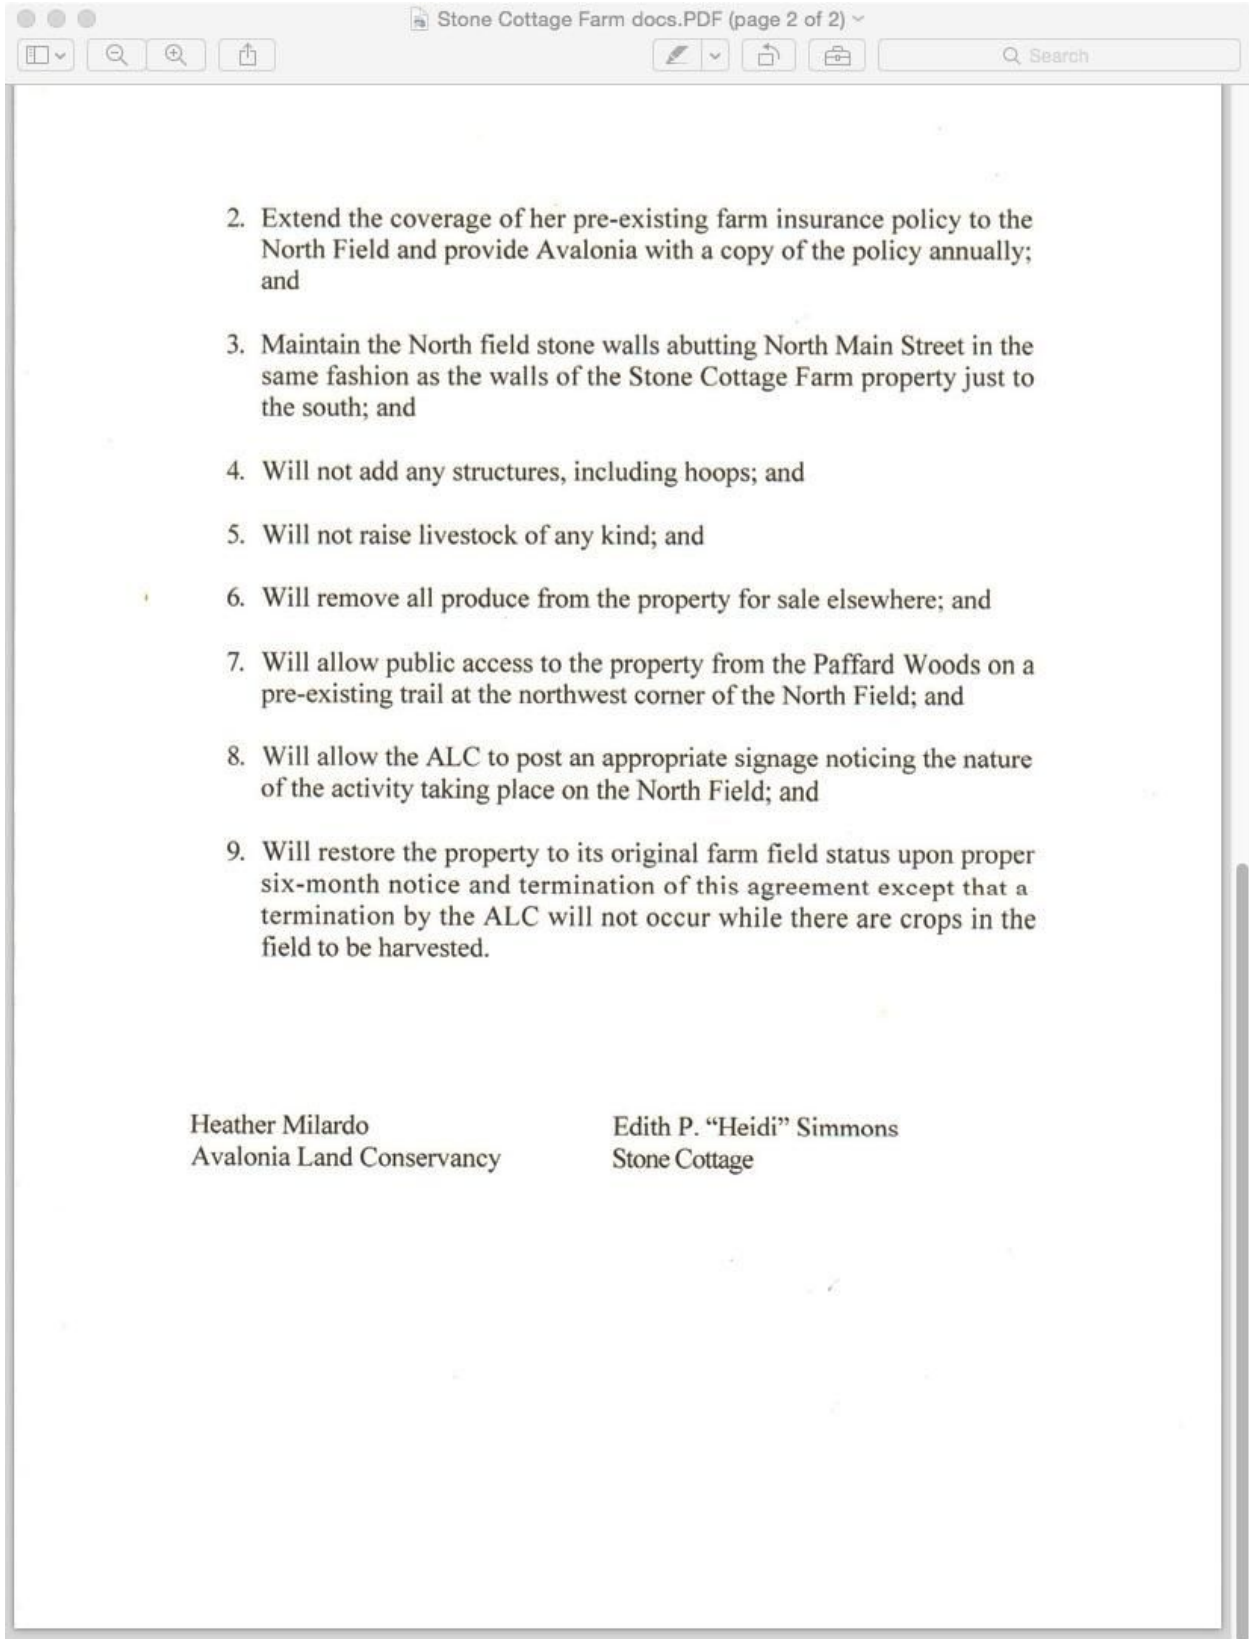 Stone Cottage Farm docs.PDF (page 2 of 2)
Search
2. Extend the coverage of her pre-existing farm insurance policy to the
North Field and provide Avalonia with a copy of the policy annually;
and
3. Maintain the North field stone walls abutting North Main Street in the
same fashion as the walls of the Stone Cottage Farm property just to
the south; and
4. Will not add any structures, including hoops; and
5. Will not raise livestock of any kind; and
6. Will remove all produce from the property for sale elsewhere; and
7. Will allow public access to the property from the Paffard Woods on a
pre-existing trail at the northwest corner of the North Field; and
8. Will allow the ALC to post an appropriate signage noticing the nature
of the activity taking place on the North Field; and
9. Will restore the property to its original farm field status upon proper
six-month notice and termination of this agreement except that a
termination by the ALC will not occur while there are crops in the
field to be harvested.
Heather Milardo
Avalonia Land Conservancy
Edith P. “Heidi” Simmons
Stone Cottage